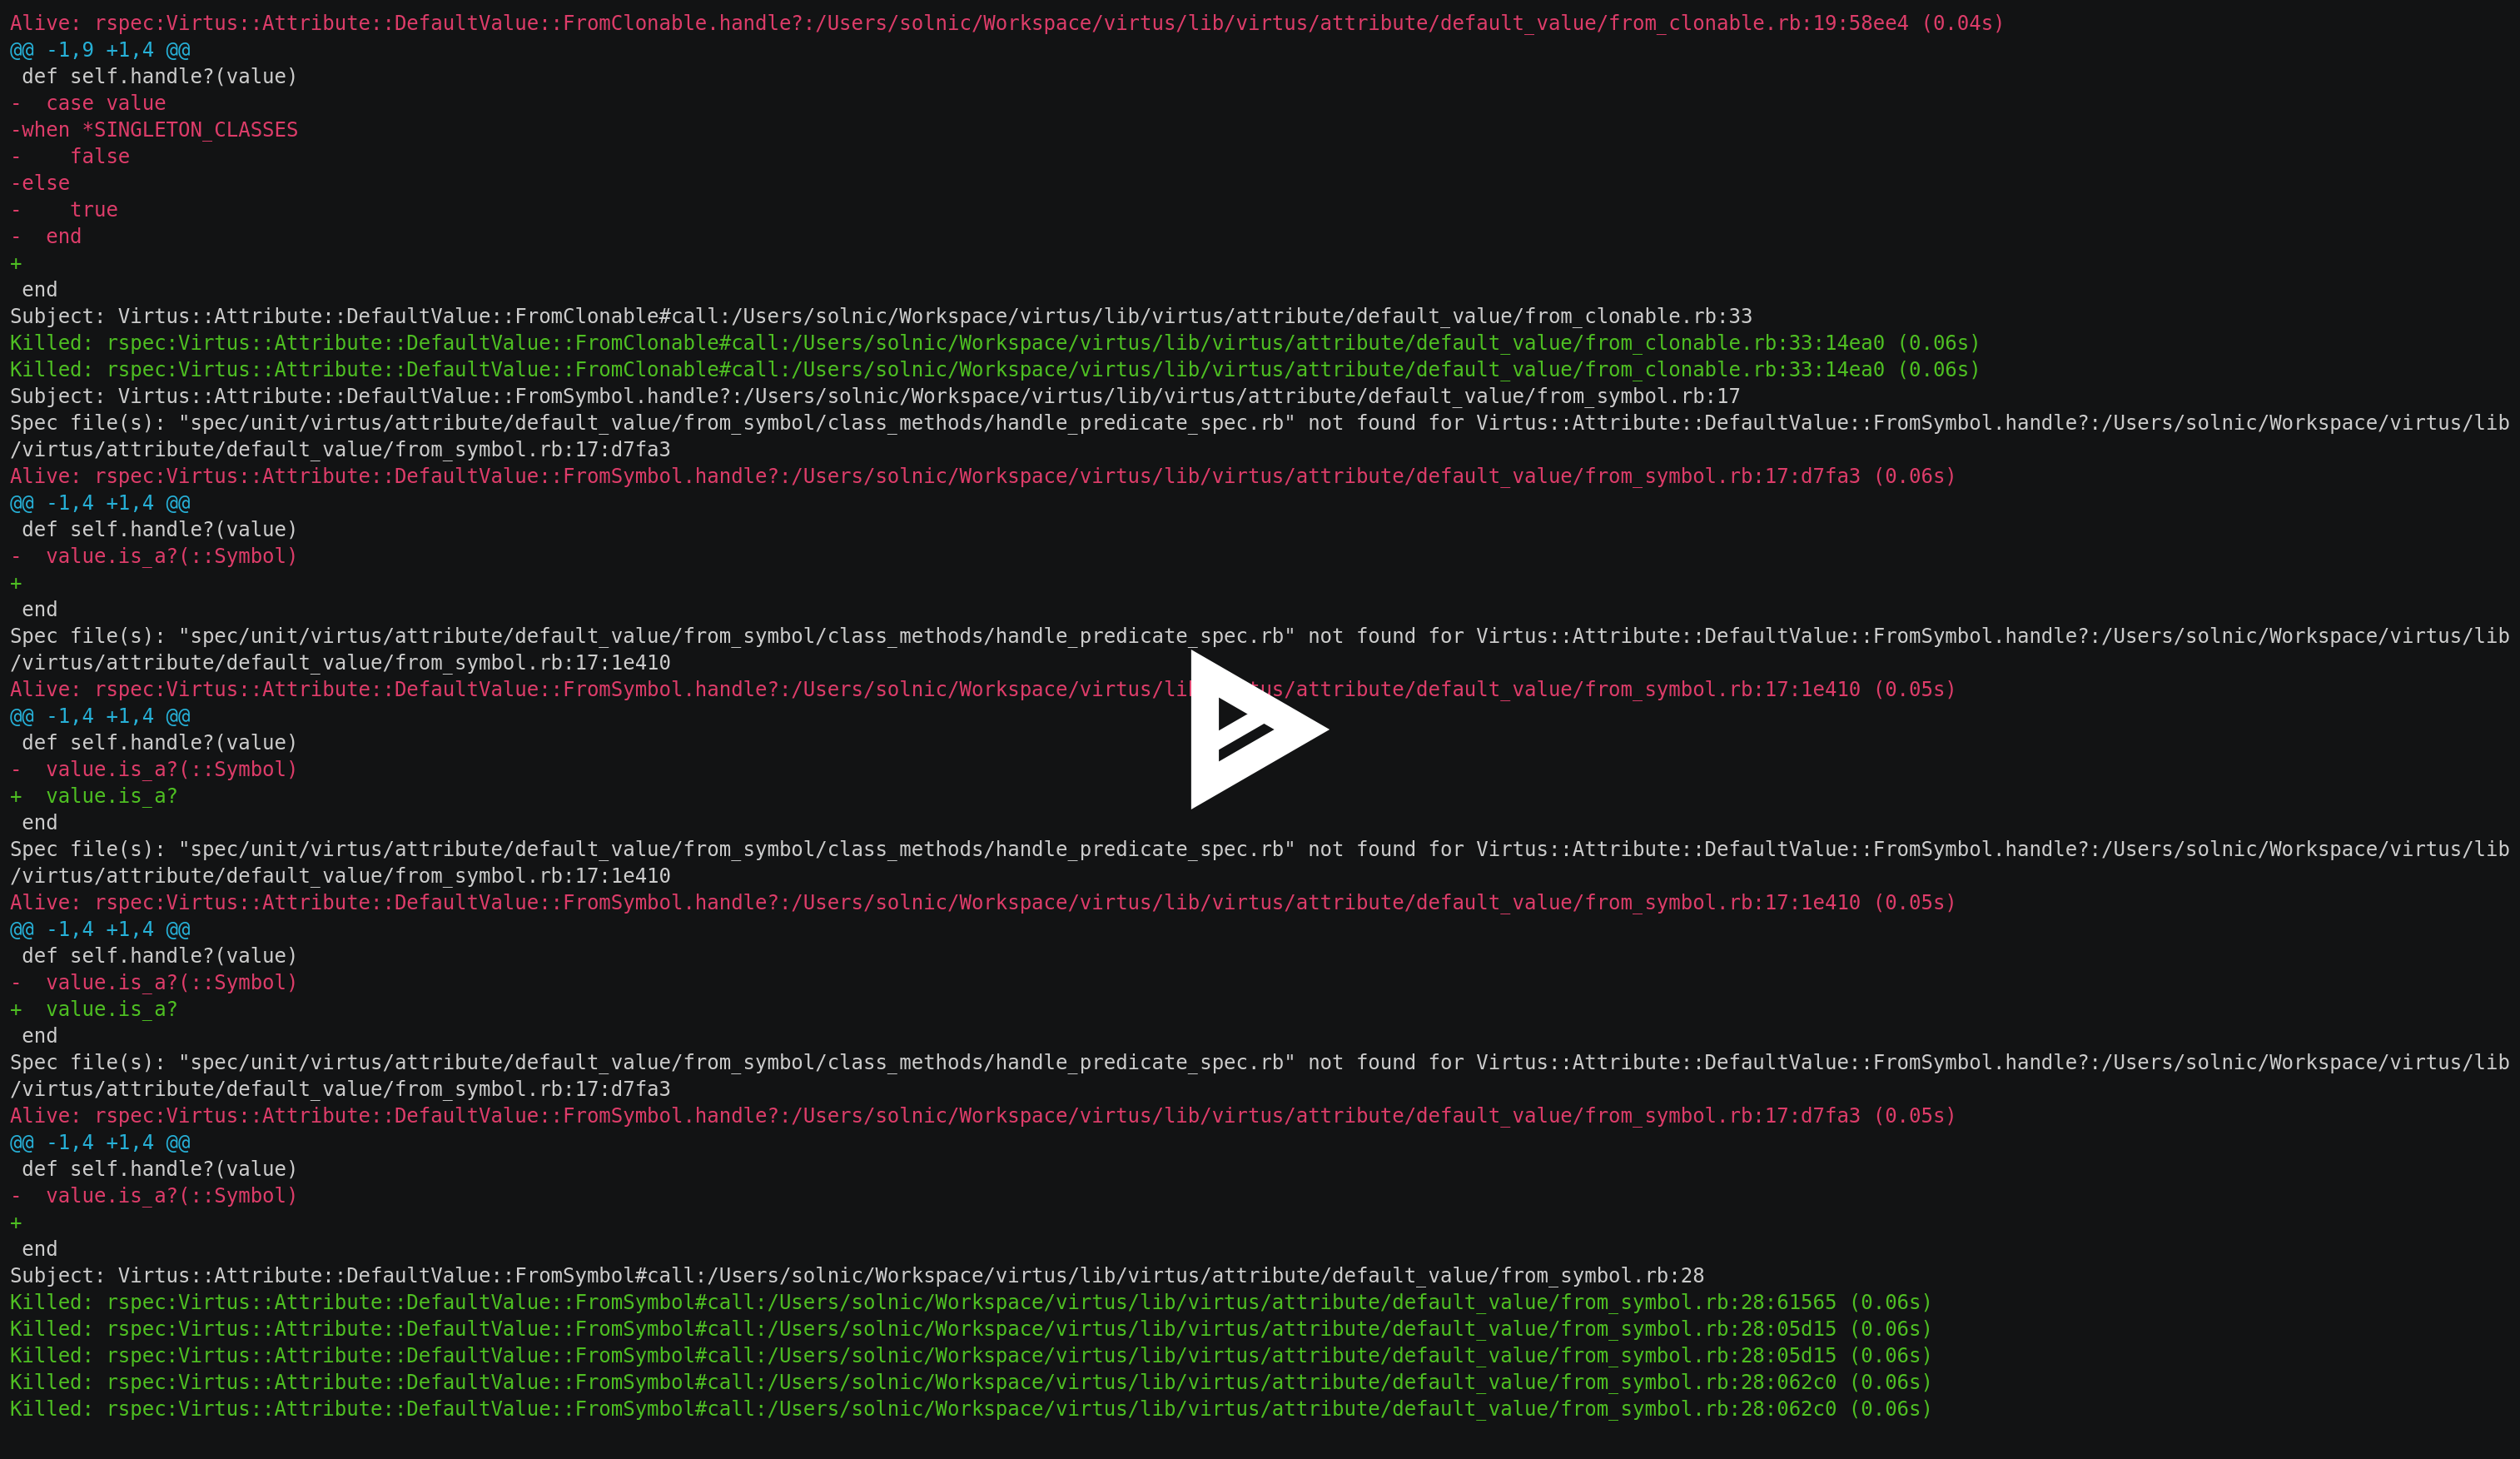 Alive: rspec:Virtus::Attribute::DefaultValue::FromClonable.handle?:/Users/solnic/Workspace/virtus/lib/virtus/attribute/default_value/from_clonable.rb:19:58ee4 (0.04s)
@@ -1,9 +1,4 @@
 def self.handle?(value)
-  case value
-when *SINGLETON_CLASSES
-    false
-else
-    true
-  end
+
 end
Subject: Virtus::Attribute::DefaultValue::FromClonable#call:/Users/solnic/Workspace/virtus/lib/virtus/attribute/default_value/from_clonable.rb:33
Killed: rspec:Virtus::Attribute::DefaultValue::FromClonable#call:/Users/solnic/Workspace/virtus/lib/virtus/attribute/default_value/from_clonable.rb:33:14ea0 (0.06s)
Killed: rspec:Virtus::Attribute::DefaultValue::FromClonable#call:/Users/solnic/Workspace/virtus/lib/virtus/attribute/default_value/from_clonable.rb:33:14ea0 (0.06s)
Subject: Virtus::Attribute::DefaultValue::FromSymbol.handle?:/Users/solnic/Workspace/virtus/lib/virtus/attribute/default_value/from_symbol.rb:17
Spec file(s): "spec/unit/virtus/attribute/default_value/from_symbol/class_methods/handle_predicate_spec.rb" not found for Virtus::Attribute::DefaultValue::FromSymbol.handle?:/Users/solnic/Workspace/virtus/lib
/virtus/attribute/default_value/from_symbol.rb:17:d7fa3
Alive: rspec:Virtus::Attribute::DefaultValue::FromSymbol.handle?:/Users/solnic/Workspace/virtus/lib/virtus/attribute/default_value/from_symbol.rb:17:d7fa3 (0.06s)
@@ -1,4 +1,4 @@
 def self.handle?(value)
-  value.is_a?(::Symbol)
+
 end
Spec file(s): "spec/unit/virtus/attribute/default_value/from_symbol/class_methods/handle_predicate_spec.rb" not found for Virtus::Attribute::DefaultValue::FromSymbol.handle?:/Users/solnic/Workspace/virtus/lib
/virtus/attribute/default_value/from_symbol.rb:17:1e410
Alive: rspec:Virtus::Attribute::DefaultValue::FromSymbol.handle?:/Users/solnic/Workspace/virtus/li tus/attribute/default_value/from_symbol.rb:17:1e410 (0.05s)
@@ -1,4 +1,4 @@
 def self.handle?(value)
-  value.is_a?(::Symbol)
+  value.is_a?
 end
Spec file(s): "spec/unit/virtus/attribute/default_value/from_symbol/class_methods/handle_predicate_spec.rb" not found for Virtus::Attribute::DefaultValue::FromSymbol.handle?:/Users/solnic/Workspace/virtus/lib
/virtus/attribute/default_value/from_symbol.rb:17:1e410
Alive: rspec:Virtus::Attribute::DefaultValue::FromSymbol.handle?:/Users/solnic/Workspace/virtus/lib/virtus/attribute/default_value/from_symbol.rb:17:1e410 (0.05s)
@@ -1,4 +1,4 @@
 def self.handle?(value)
-  value.is_a?(::Symbol)
+  value.is_a?
 end
Spec file(s): "spec/unit/virtus/attribute/default_value/from_symbol/class_methods/handle_predicate_spec.rb" not found for Virtus::Attribute::DefaultValue::FromSymbol.handle?:/Users/solnic/Workspace/virtus/lib
/virtus/attribute/default_value/from_symbol.rb:17:d7fa3
Alive: rspec:Virtus::Attribute::DefaultValue::FromSymbol.handle?:/Users/solnic/Workspace/virtus/lib/virtus/attribute/default_value/from_symbol.rb:17:d7fa3 (0.05s)
@@ -1,4 +1,4 @@
 def self.handle?(value)
-  value.is_a?(::Symbol)
+
 end
Subject: Virtus::Attribute::DefaultValue::FromSymbol#call:/Users/solnic/Workspace/virtus/lib/virtus/attribute/default_value/from_symbol.rb:28
Killed: rspec:Virtus::Attribute::DefaultValue::FromSymbol#call:/Users/solnic/Workspace/virtus/lib/virtus/attribute/default_value/from_symbol.rb:28:61565 (0.06s)
Killed: rspec:Virtus::Attribute::DefaultValue::FromSymbol#call:/Users/solnic/Workspace/virtus/lib/virtus/attribute/default_value/from_symbol.rb:28:05d15 (0.06s)
Killed: rspec:Virtus::Attribute::DefaultValue::FromSymbol#call:/Users/solnic/Workspace/virtus/lib/virtus/attribute/default_value/from_symbol.rb:28:05d15 (0.06s)
Killed: rspec:Virtus::Attribute::DefaultValue::FromSymbol#call:/Users/solnic/Workspace/virtus/lib/virtus/attribute/default_value/from_symbol.rb:28:062c0 (0.06s)
Killed: rspec:Virtus::Attribute::DefaultValue::FromSymbol#call:/Users/solnic/Workspace/virtus/lib/virtus/attribute/default_value/from_symbol.rb:28:062c0 (0.06s)